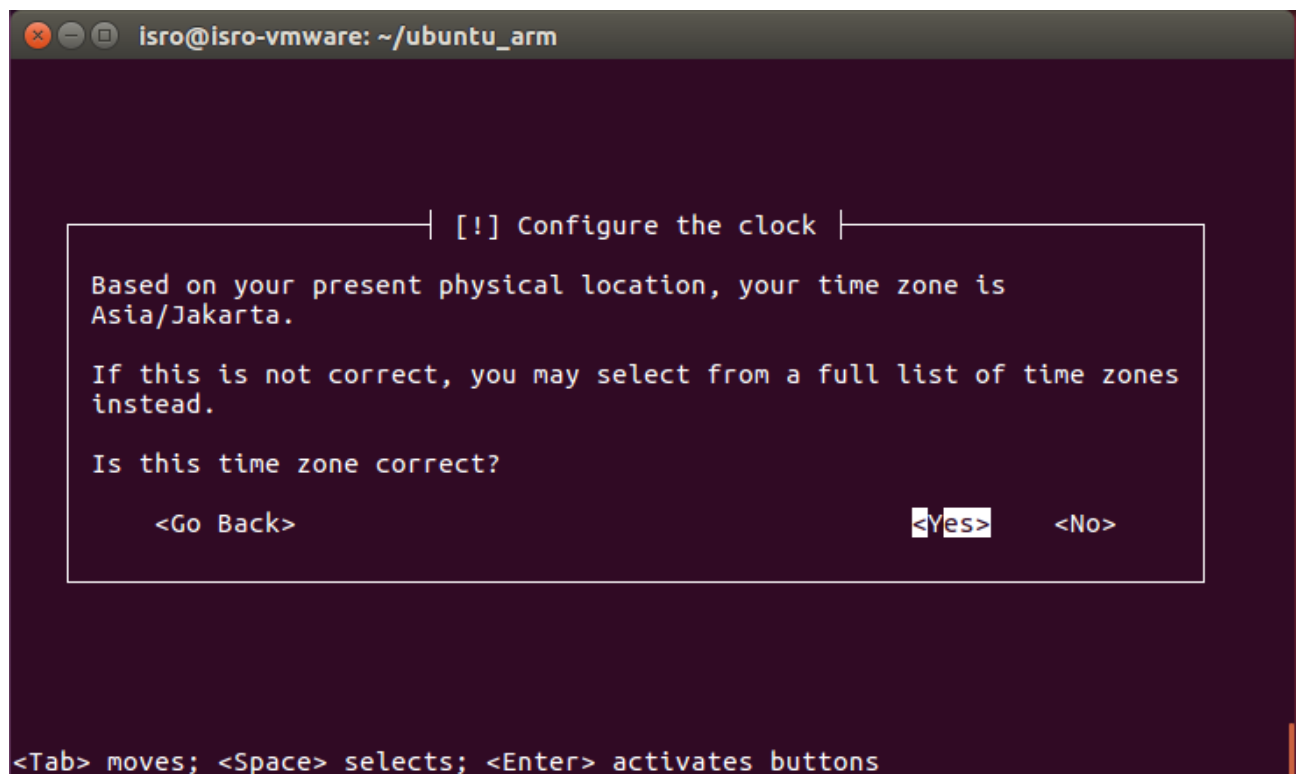 isro@isro-vmware: ~/ubuntu_arm
[!] Configure the clock
Based on your present physical location, your time zone is
Asia/Jakarta.
If this is not correct, you may select from a full list of time zones
instead.
Is this time zone correct?
<Go Back> <Yes> <No>
<Tab> moves; <Space> selects; <Enter> activates buttons